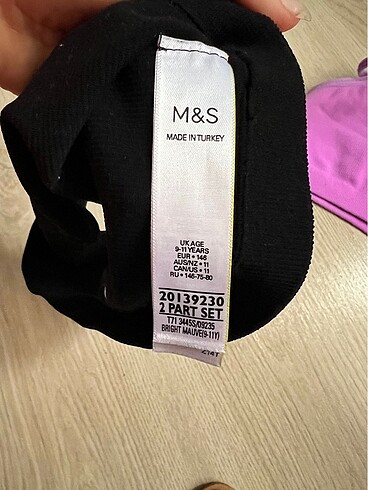 M&S
MADE IN TURKEY
UK AGE
9-11 YEARS
EUR • 146
AUS/NZ • 11
CAN/US • 11
RU • 146-75-60
20139230
2 PART SET
T71 3445S/09235
BRIGHT MAUVE(9-11Y)